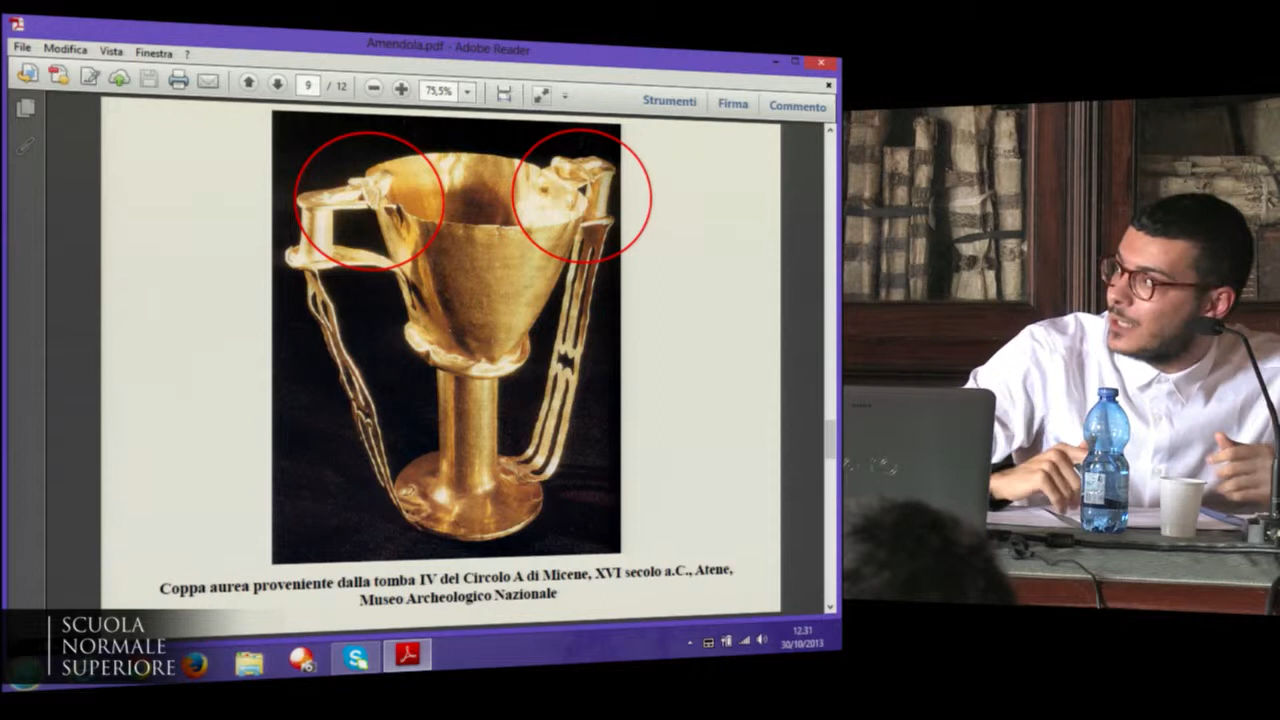 Amendola.pdf - Adobe Reader
File Modifica Vista Finestra ?
9 / 12 75,5% Strumenti Firma Commento
Coppa aurea proveniente dalla tomba IV del Circolo A di Micene, XVI secolo a.C., Atene,
Museo Archeologico Nazionale
SCUOLA
NORMALE
SUPERIORE
12.31
30/10/2013